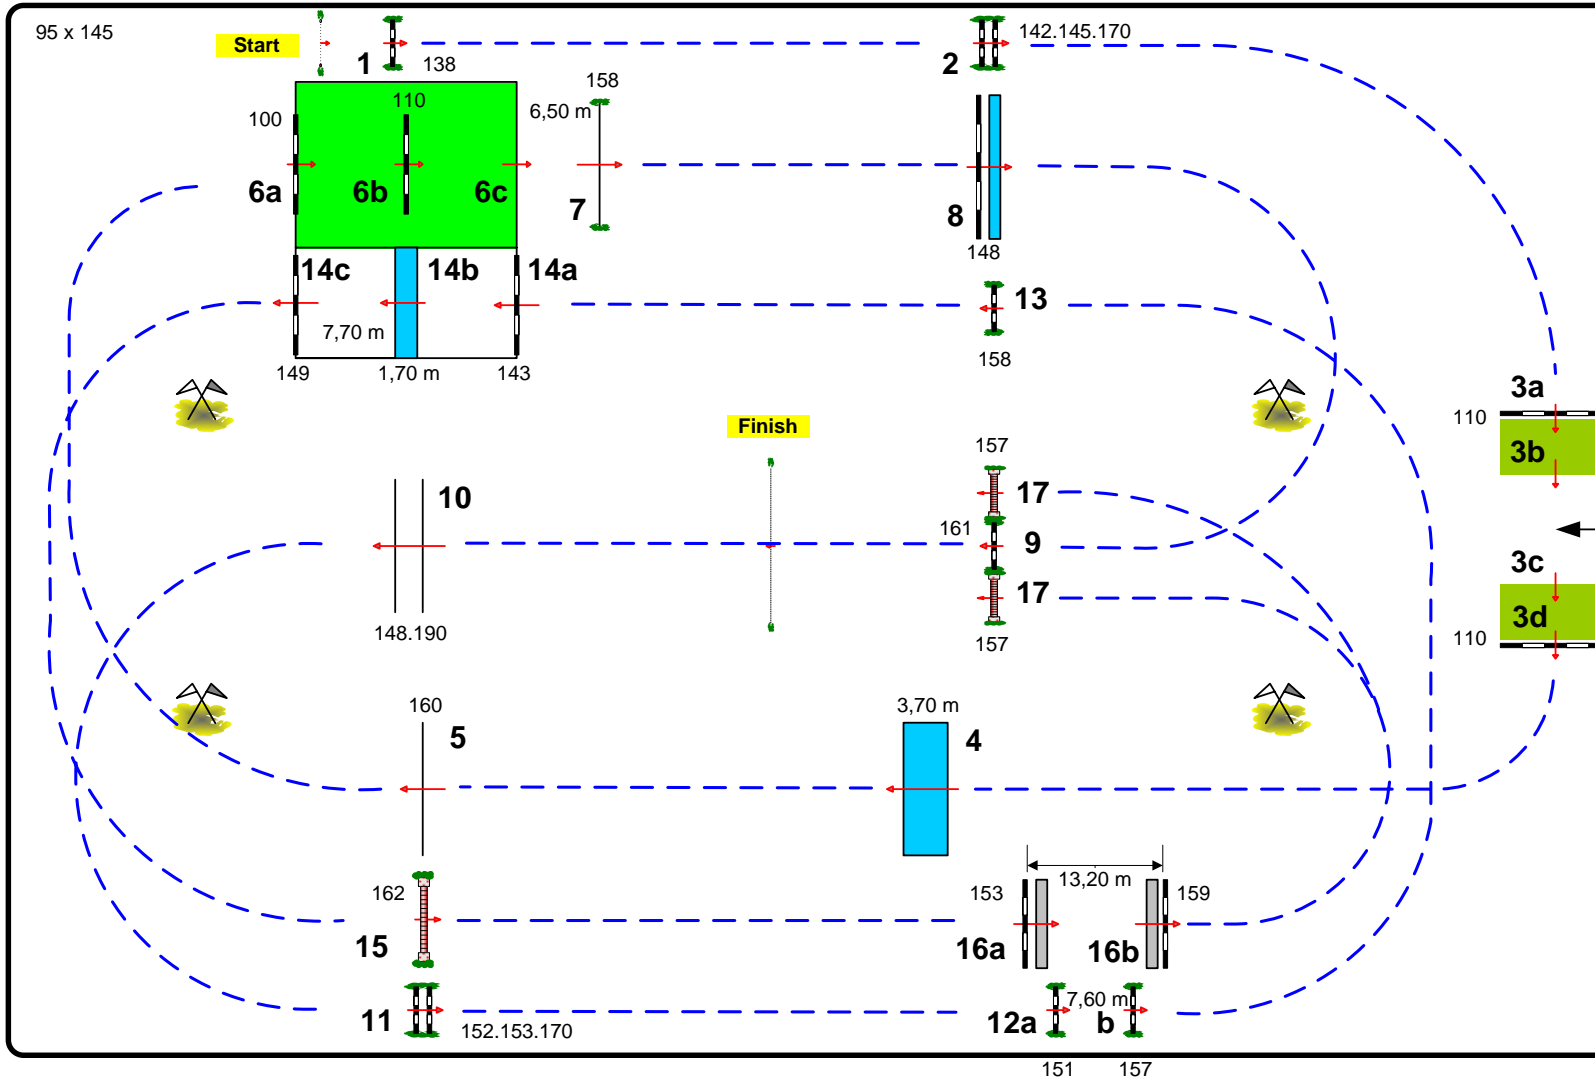 95 x 145
Start
1
138
2
142.145.170
158
110
6,50 m
100
6a
6b
6c
7
8
148
14c
14b
14a
13
7,70 m
149
1,70 m
143
158
3a
110
3b
Finish
157
10
17
161
9
3c
17
3d
148.190
157
110
160
3,70 m
5
4
13,20 m
162
153
159
15
16a
16b
7,60 m
11
152.153.170
12a
b
151
157